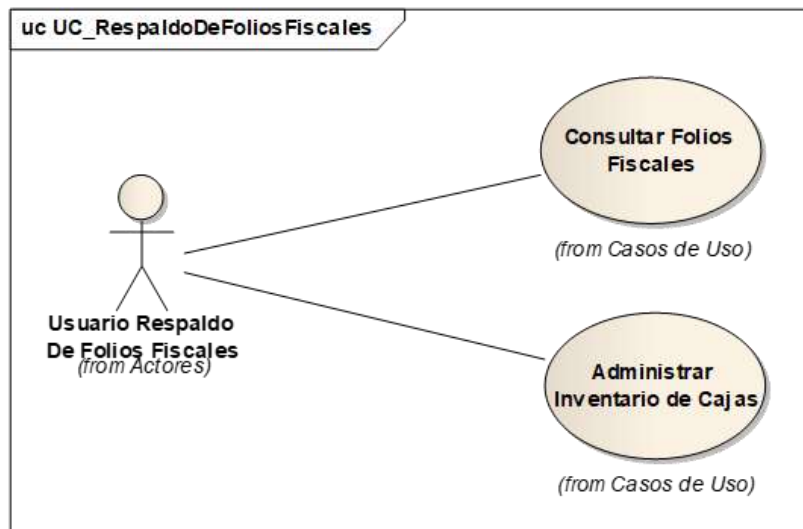 uc UC_RespaldoDeFoliosFiscales
Consultar Folios
Fiscales
(from Casos de Uso)
Usuario Respaldo
De Folios Fiscales
(from Actores)
Administrar
Inventario de Cajas
(from Casos de Uso)